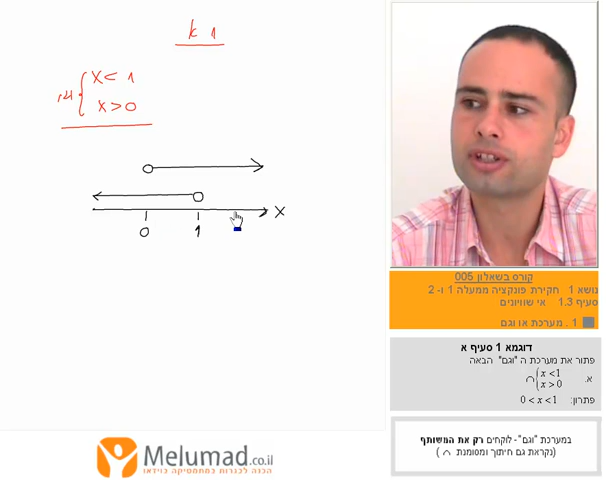 א 1
וגם { x < 1
x > 0
x
0 1
קורס בשאלון 005
נושא 1 חקירת פונקציה ממעלה 1 ו- 2
סעיף 1.3 אי שוויונים
1 . מערכת או וגם
דוגמא 1 סעיף א
פתור את מערכת ה "וגם" הבאה
א. ∩ { x < 1
x > 0
פתרון: 0 < x < 1
במערכת "וגם"- לוקחים רק את המשותף
(נקראת גם חיתוך ומסומנת ∩ )
Melumad.co.il
הכנה לבגרות במתמטיקה בוידאו